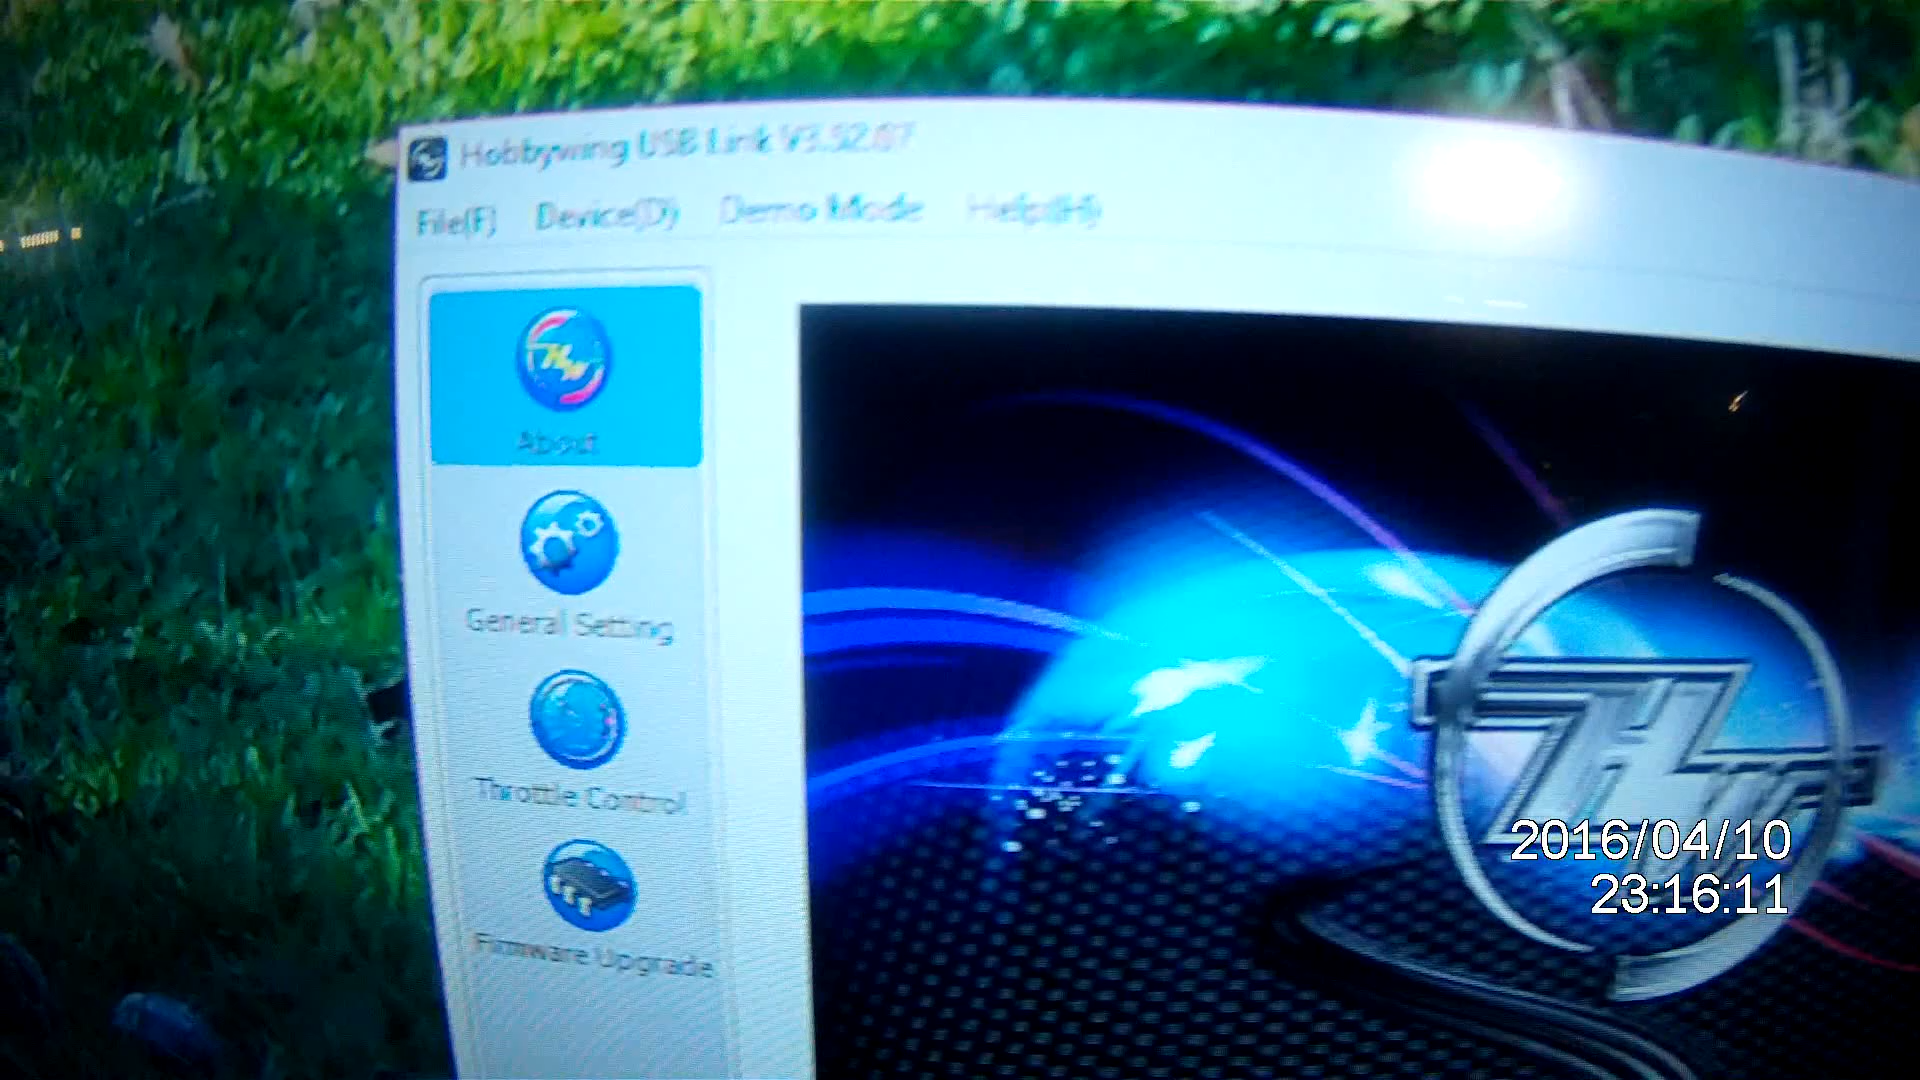 Hobbywing USB Link V3.92.07
File(F) Device(D) Demo Mode Help(H)
About
General Setting
Throttle Control
Firmware Upgrade
2016/04/10
23:16:11